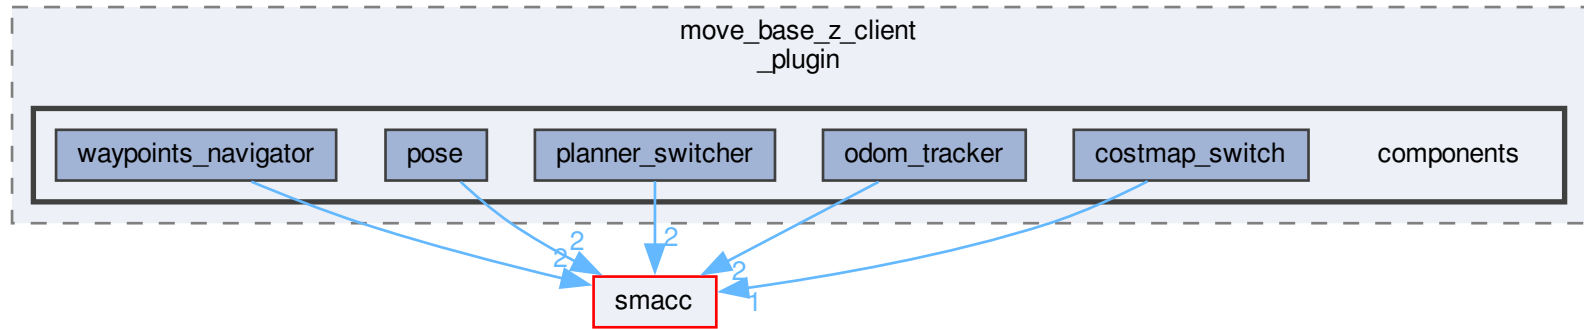 move_base_z_client
_plugin
waypoints_navigator
pose
planner_switcher
odom_tracker
costmap_switch
components
2
2
2
2
1
smacc